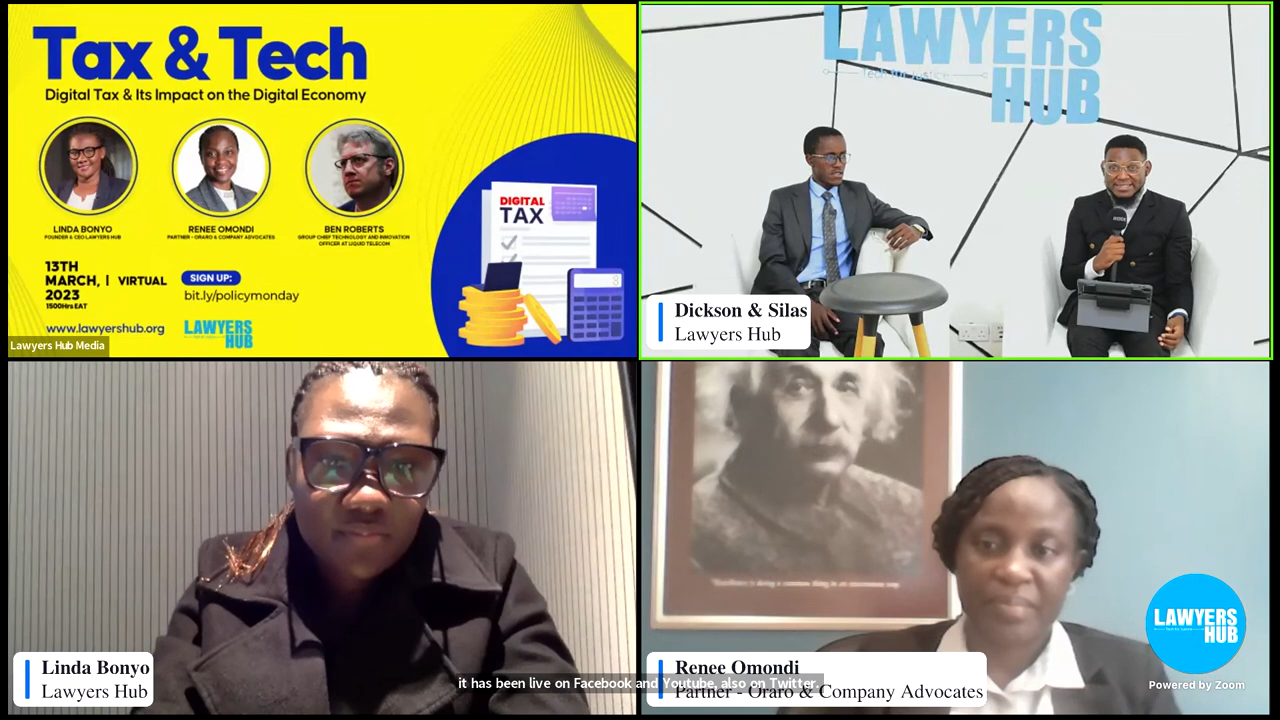 Tax & Tech
Digital Tax & Its Impact on the Digital Economy
LINDA BONYO
FOUNDER & CEO LAWYERS HUB
RENEE OMONDI
PARTNER - ORARO & COMPANY ADVOCATES
BEN ROBERTS
GROUP CHIEF TECHNOLOGY AND INNOVATION
OFFICER AT LIQUID TELECOM
13TH
MARCH, | VIRTUAL
2023
1500Hrs EAT
SIGN UP:
bit.ly/policymonday
www.lawyershub.org
LAWYERS
HUB
DIGITAL
TAX
Lawyers Hub Media
LAWYERS
Tech for Justice
HUB
Dickson & Silas
Lawyers Hub
Linda Bonyo
Lawyers Hub
Renee Omondi
Partner - Oraro & Company Advocates
it has been live on Facebook and Youtube, also on Twitter.
LAWYERS
HUB
Powered by Zoom